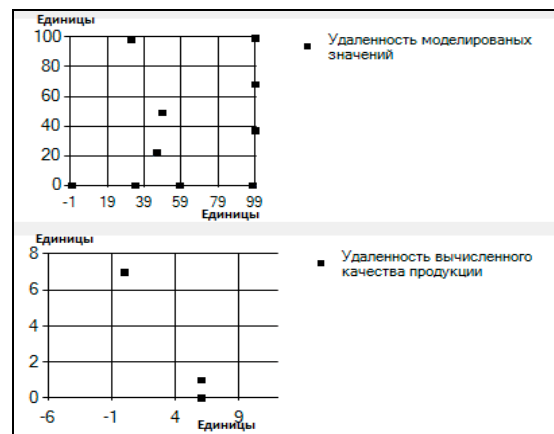 Единицы
100
80
60
40
20
0
-1 19 39 59 79 99
Единицы
Удаленность моделированых
значений
Единицы
8
6
4
2
0
-6 -1 4 9
Единицы
Удаленность вычисленного
качества продукции